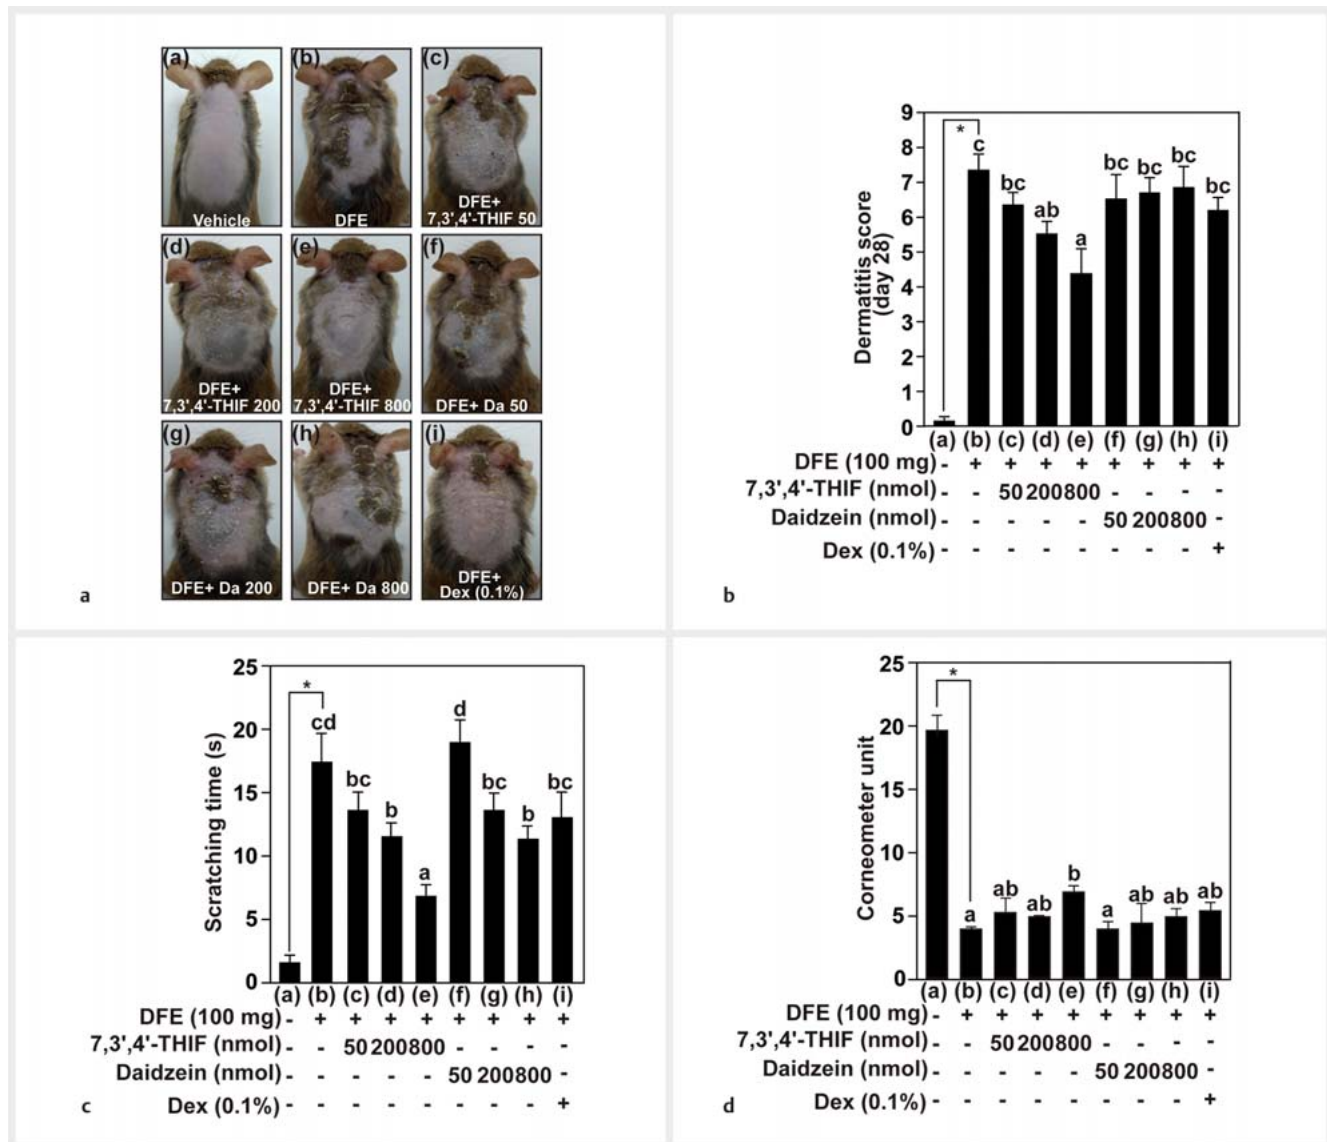 (a)
Vehicle
(b)
DFE
(c)
DFE+
7,3',4'-THIF 50
(d)
DFE+
7,3',4'-THIF 200
(e)
DFE+
7,3',4'-THIF 800
(f)
DFE+ Da 50
(g)
DFE+ Da 200
(h)
DFE+ Da 800
(i)
DFE+
Dex (0.1%)
a
Dermatitis score
(day 28)
9
8
7
6
5
4
3
2
1
0
*
c
bc
ab
a
bc
bc
bc
bc
(a) (b) (c) (d) (e) (f) (g) (h) (i)
DFE (100 mg) - + + + + + + + +
7,3',4'-THIF (nmol) - - 50 200 800 - - - -
Daidzein (nmol) - - - - - 50 200 800 -
Dex (0.1%) - - - - - - - - +
b
Scratching time (s)
25
20
15
10
5
0
*
cd
bc
b
a
d
bc
b
bc
(a) (b) (c) (d) (e) (f) (g) (h) (i)
DFE (100 mg) - + + + + + + + +
7,3',4'-THIF (nmol) - - 50 200 800 - - - -
Daidzein (nmol) - - - - - 50 200 800 -
Dex (0.1%) - - - - - - - - +
c
Corneometer unit
25
20
15
10
5
0
*
a
ab
ab
b
a
ab
ab
ab
(a) (b) (c) (d) (e) (f) (g) (h) (i)
DFE (100 mg) - + + + + + + + +
7,3',4'-THIF (nmol) - - 50 200 800 - - - -
Daidzein (nmol) - - - - - 50 200 800 -
Dex (0.1%) - - - - - - - - +
d